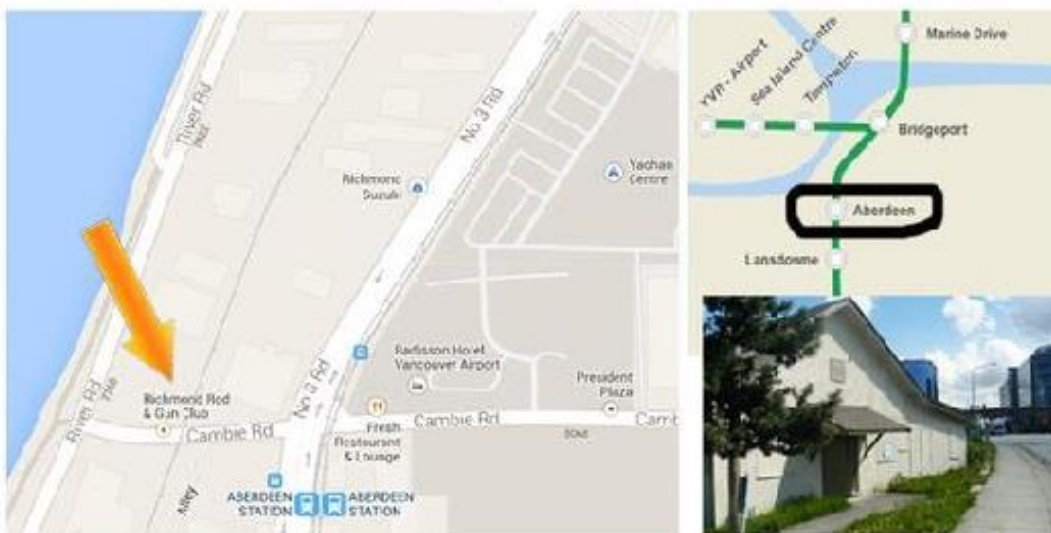 River Rd
No 3 Rd
Richmond
Suzuki
Yaohan
Centre
Radisson Hotel
Vancouver Airport
President
Plaza
Richmond Rod
& Gun Club
River Rd
No 3 Rd
Cambie Rd
Fresh
Restaurant
& Lounge
Cambie Rd
Camb
Alley
ABERDEEN
STATION
ABERDEEN
STATION
Marine Drive
YVR - Airport
Sea Island Centre
Templeton
Bridgeport
Aberdeen
Lansdowne